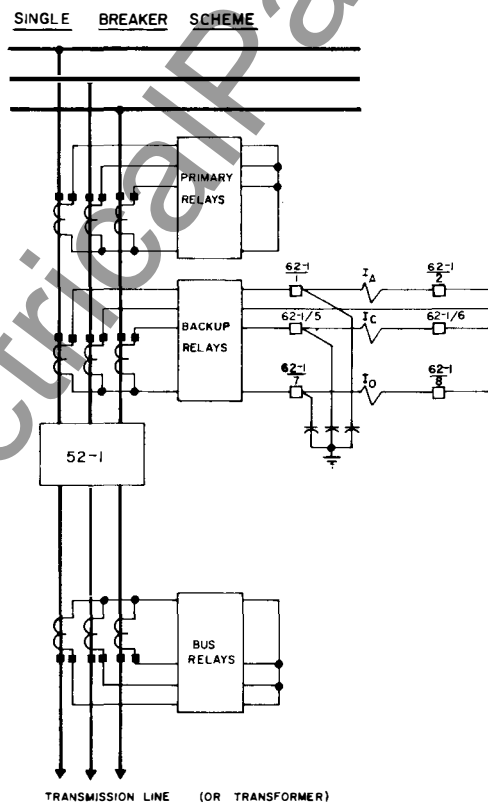 SINGLE BREAKER SCHEME
PRIMARY
RELAYS
62-1
1
I_A
62-1
2
BACKUP
RELAYS
62-1/5
I_C
62-1/6
62-1
7
I_O
62-1
8
52-1
BUS
RELAYS
TRANSMISSION LINE (OR TRANSFORMER)